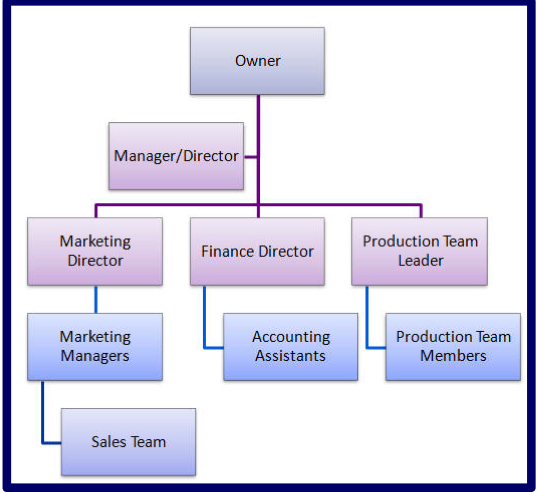 Owner
Manager/Director
Marketing
Director
Finance Director
Production Team
Leader
Marketing
Managers
Accounting
Assistants
Production Team
Members
Sales Team